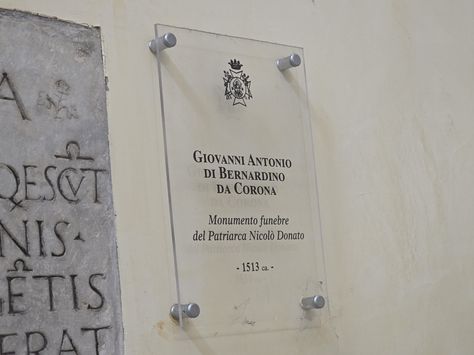 A
QESCVT
NIS·
ETIS
ERAT
GIOVANNI ANTONIO
DI BERNARDINO
DA CORONA
Monumento funebre
del Patriarca Nicolò Donato
- 1513 ca. -